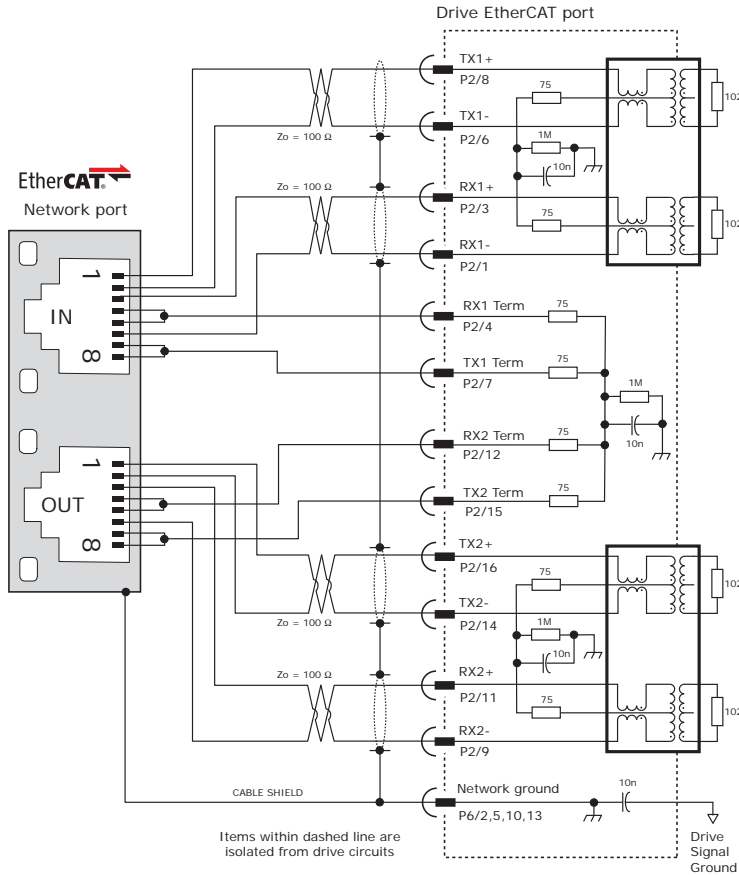 Drive EtherCAT port
TX1+
P2/8
75
102
TX1-
P2/6
1M
10n
Zo = 100 Ω
EtherCAT®
Network port
Zo = 100 Ω
RX1+
P2/3
75
102
RX1-
P2/1
1
IN
8
RX1 Term
P2/4
75
TX1 Term
P2/7
75
1M
10n
RX2 Term
P2/12
75
1
OUT
8
TX2 Term
P2/15
75
TX2+
P2/16
75
102
TX2-
P2/14
1M
10n
Zo = 100 Ω
Zo = 100 Ω
RX2+
P2/11
75
102
RX2-
P2/9
CABLE SHIELD
Network ground
P6/2,5,10,13
10n
Items within dashed line are
isolated from drive circuits
Drive
Signal
Ground